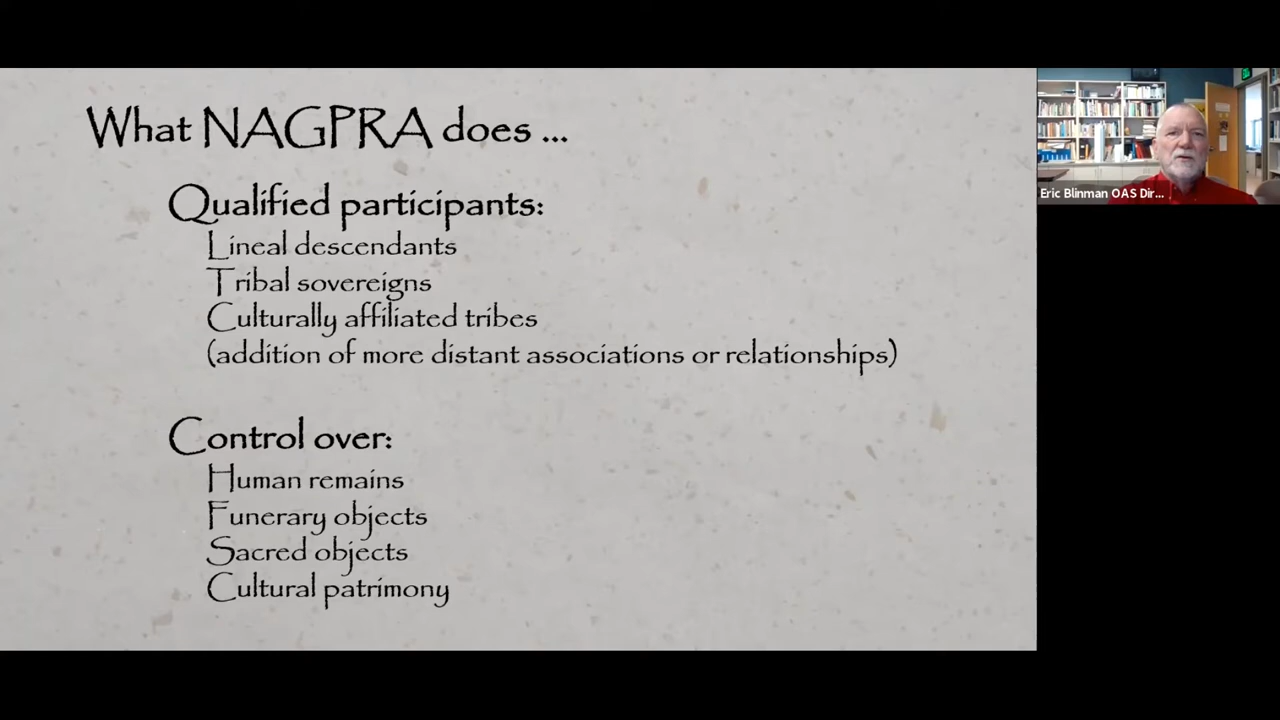 What NAGPRA does ...
Qualified participants:
Lineal descendants
Tribal sovereigns
Culturally affiliated tribes
(addition of more distant associations or relationships)
Control over:
Human remains
Funerary objects
Sacred objects
Cultural patrimony
Eric Blinman OAS Dir...